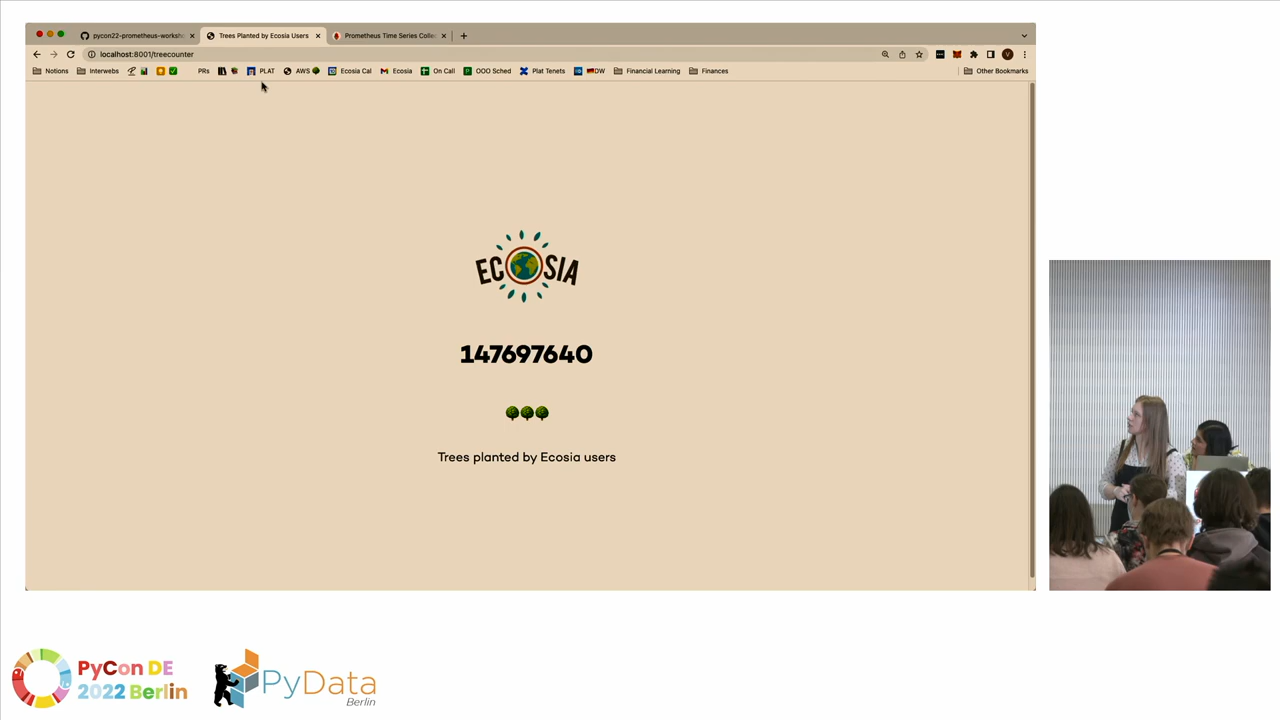 pycon22-prometheus-worksho
Trees Planted by Ecosia Users
Prometheus Time Series Collec
localhost:8001/treecounter
Notions
Interwebs
PRs
PLAT
AWS
Ecosia Cal
Ecosia
On Call
OOO Sched
Plat Tenets
DW
Financial Learning
Finances
Other Bookmarks
ECOSIA
147697640
Trees planted by Ecosia users
PyCon DE
2022 Berlin
PyData
Berlin